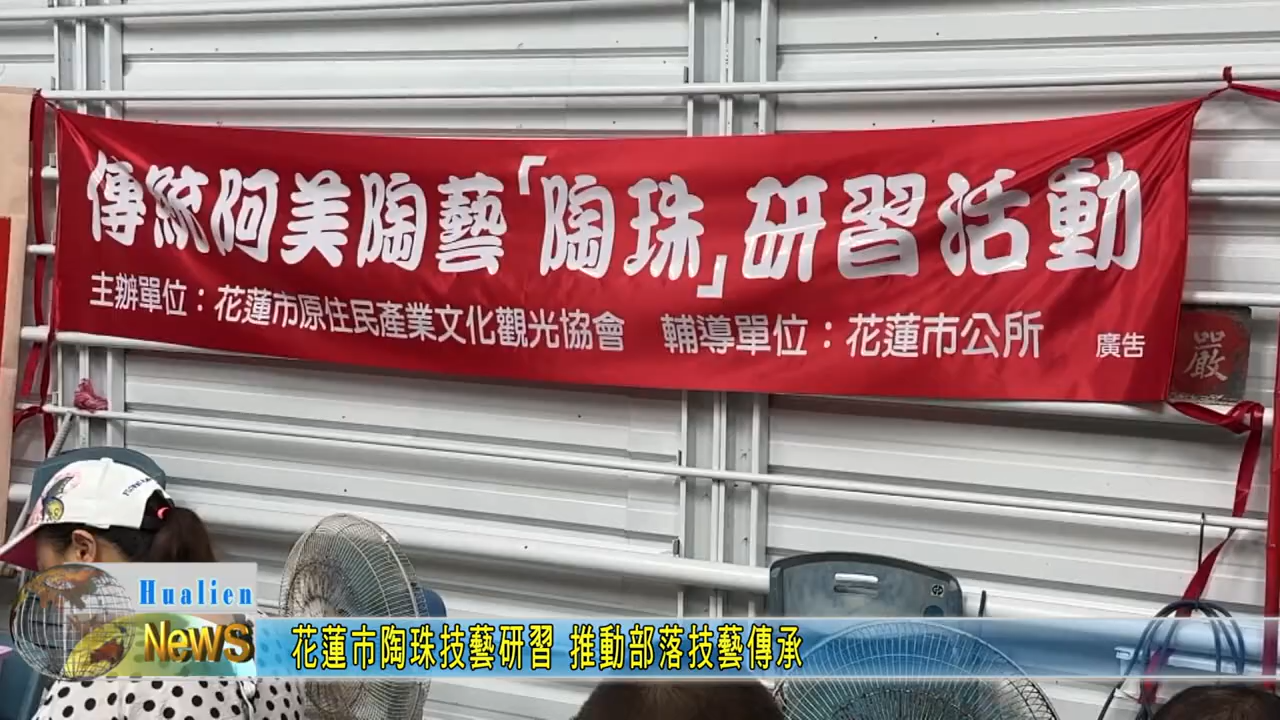 傳統阿美陶藝「陶珠」研習活動
主辦單位：花蓮市原住民產業文化觀光協會 輔導單位：花蓮市公所 廣告
嚴
Hualien
NewS
花蓮市陶珠技藝研習 推動部落技藝傳承